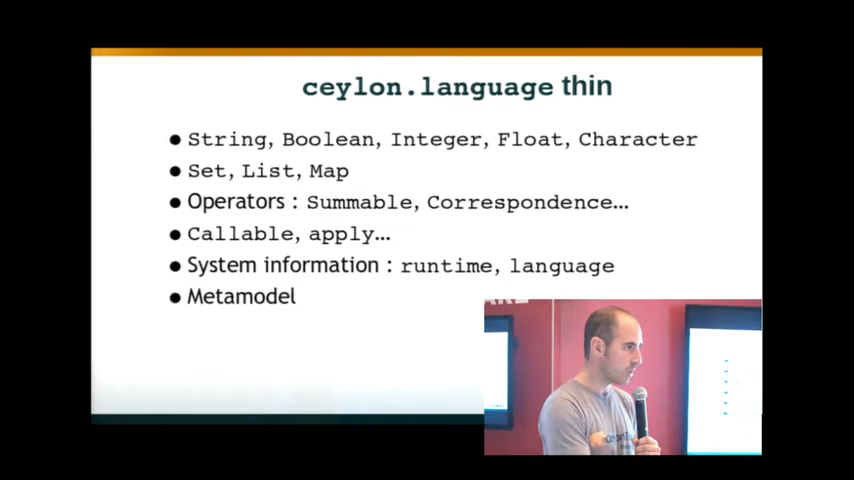 ceylon.language thin
● String, Boolean, Integer, Float, Character
● Set, List, Map
● Operators : Summable, Correspondence…
● Callable, apply…
● System information : runtime, language
● Metamodel